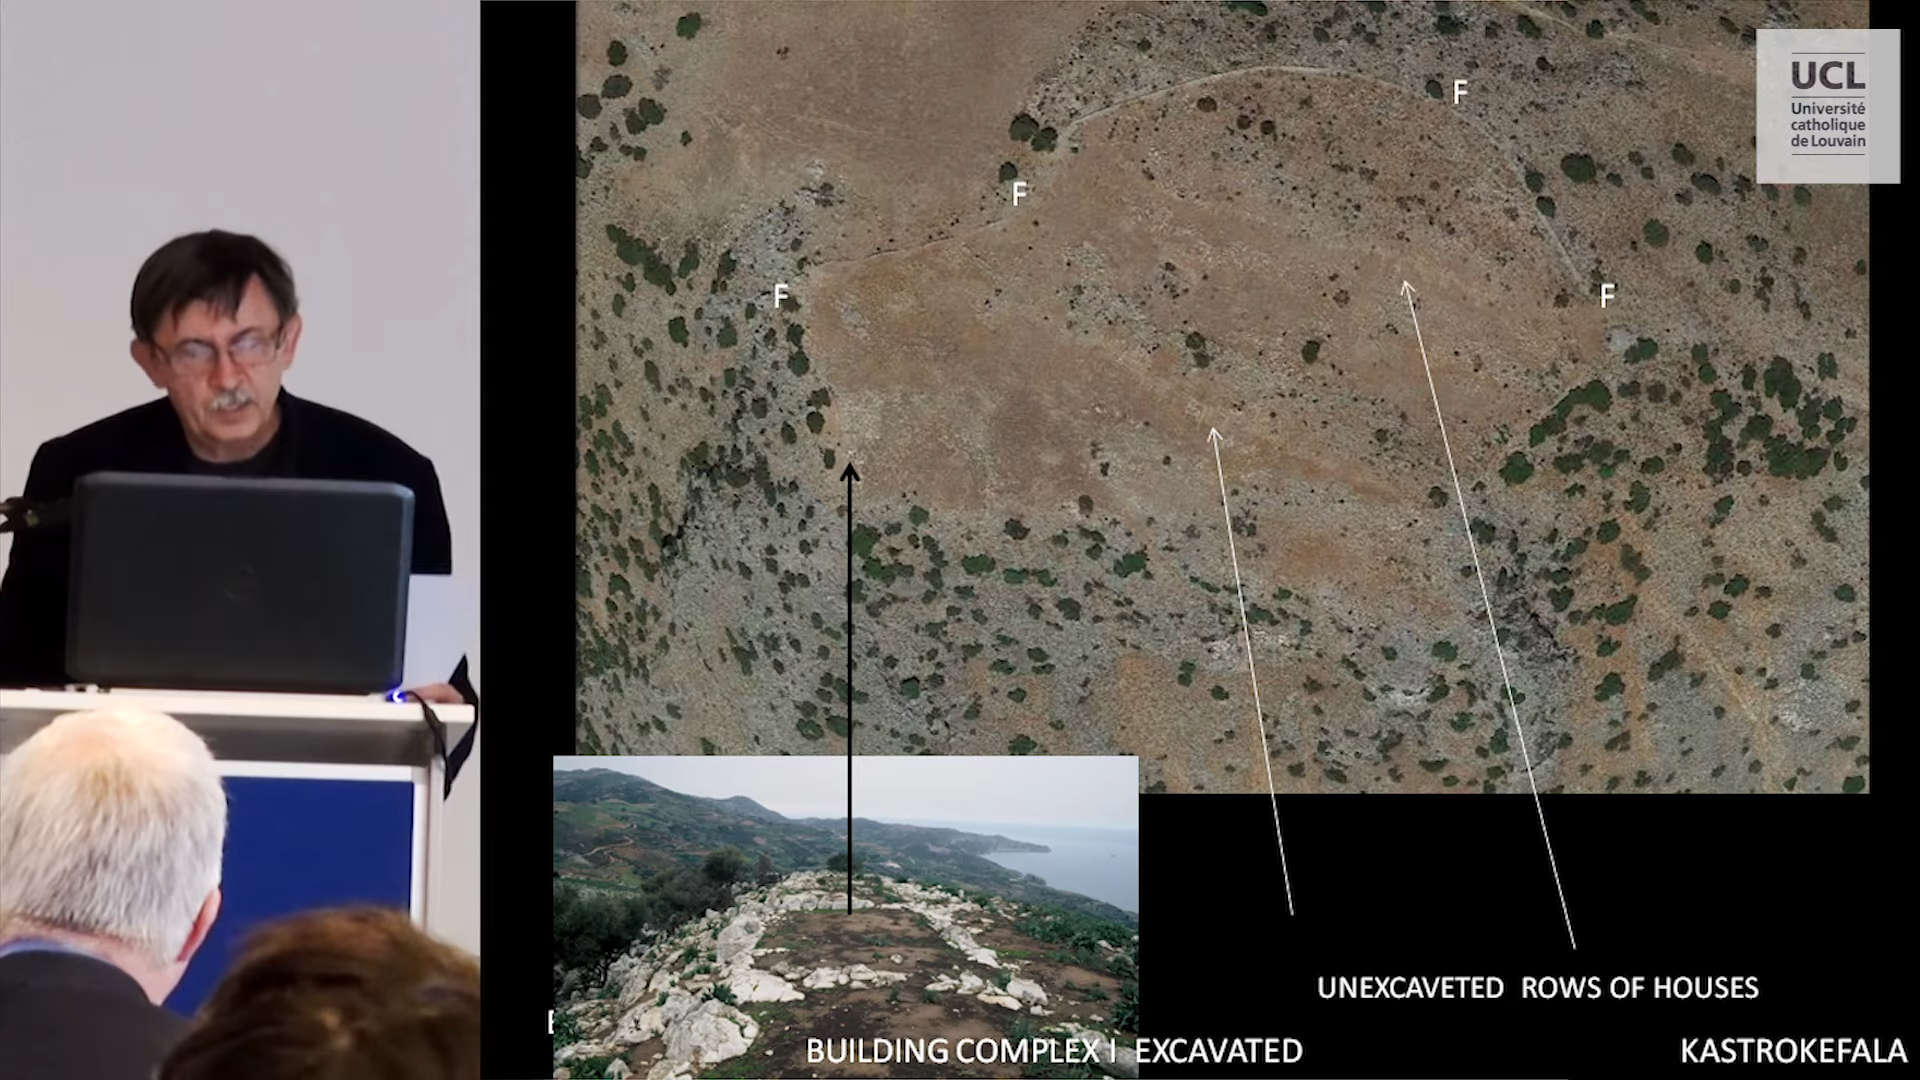 F
UCL
Université
catholique
de Louvain
F
F
F
UNEXCAVETED ROWS OF HOUSES
BUILDING COMPLEX I EXCAVATED
KASTROKEFALA